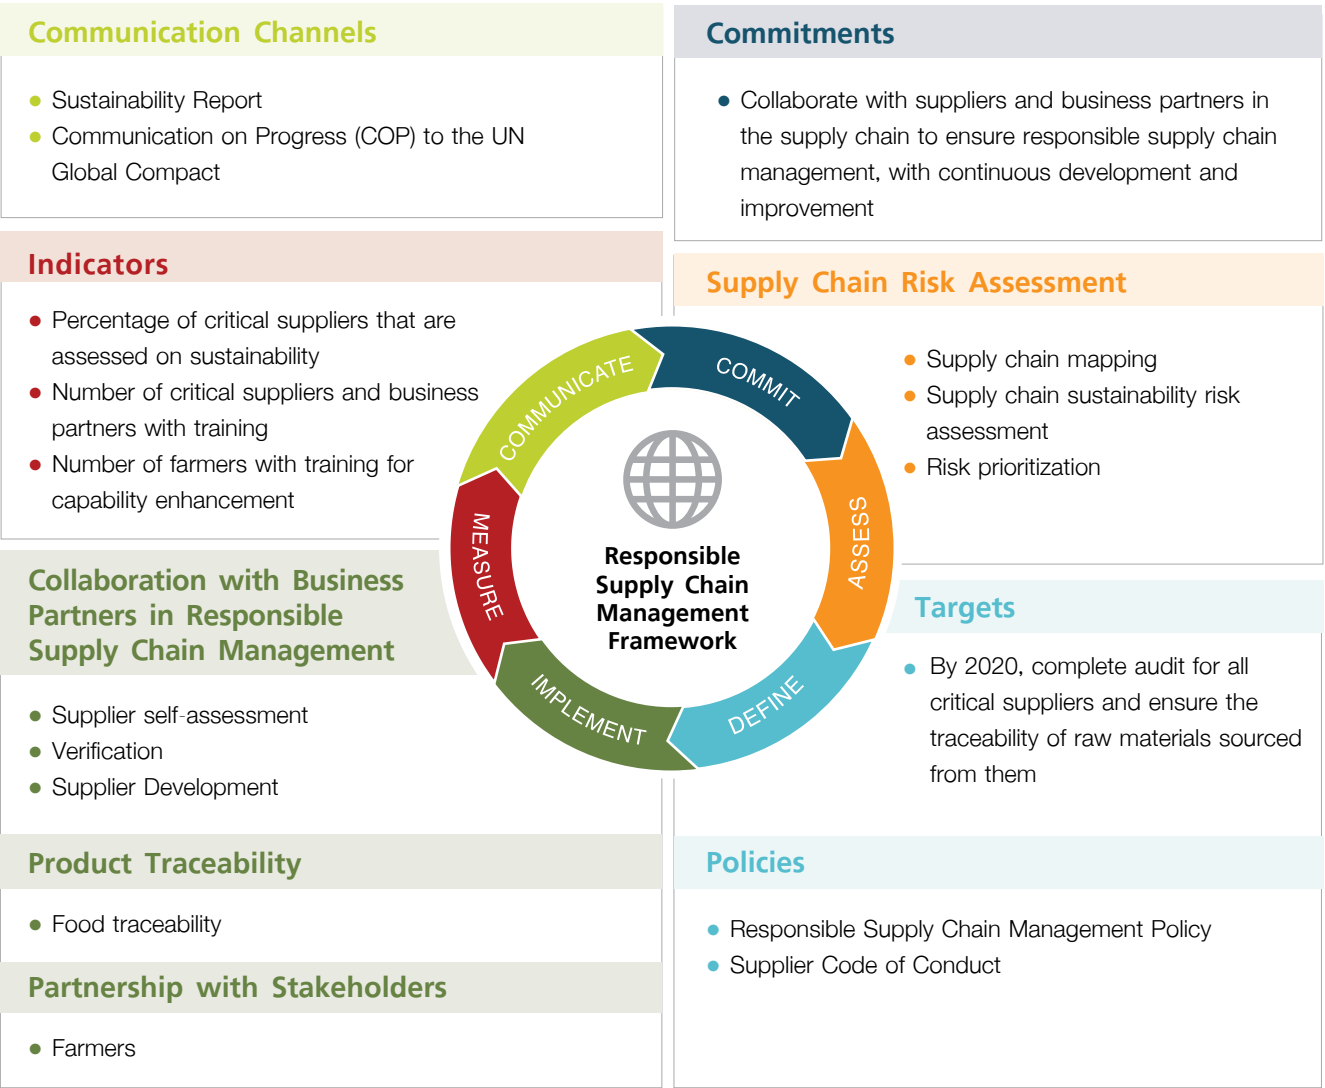 Communication Channels
• Sustainability Report
• Communication on Progress (COP) to the UN
Global Compact
Commitments
• Collaborate with suppliers and business partners in
the supply chain to ensure responsible supply chain
management, with continuous development and
improvement
Indicators
• Percentage of critical suppliers that are
assessed on sustainability
• Number of critical suppliers and business
partners with training
• Number of farmers with training for
capability enhancement
Supply Chain Risk Assessment
• Supply chain mapping
• Supply chain sustainability risk
assessment
• Risk prioritization
COMMUNICATE
COMMIT
ASSESS
DEFINE
IMPLEMENT
MEASURE
Responsible
Supply Chain
Management
Framework
Collaboration with Business
Partners in Responsible
Supply Chain Management
• Supplier self-assessment
• Verification
• Supplier Development
Targets
• By 2020, complete audit for all
critical suppliers and ensure the
traceability of raw materials sourced
from them
Product Traceability
• Food traceability
Policies
• Responsible Supply Chain Management Policy
• Supplier Code of Conduct
Partnership with Stakeholders
• Farmers